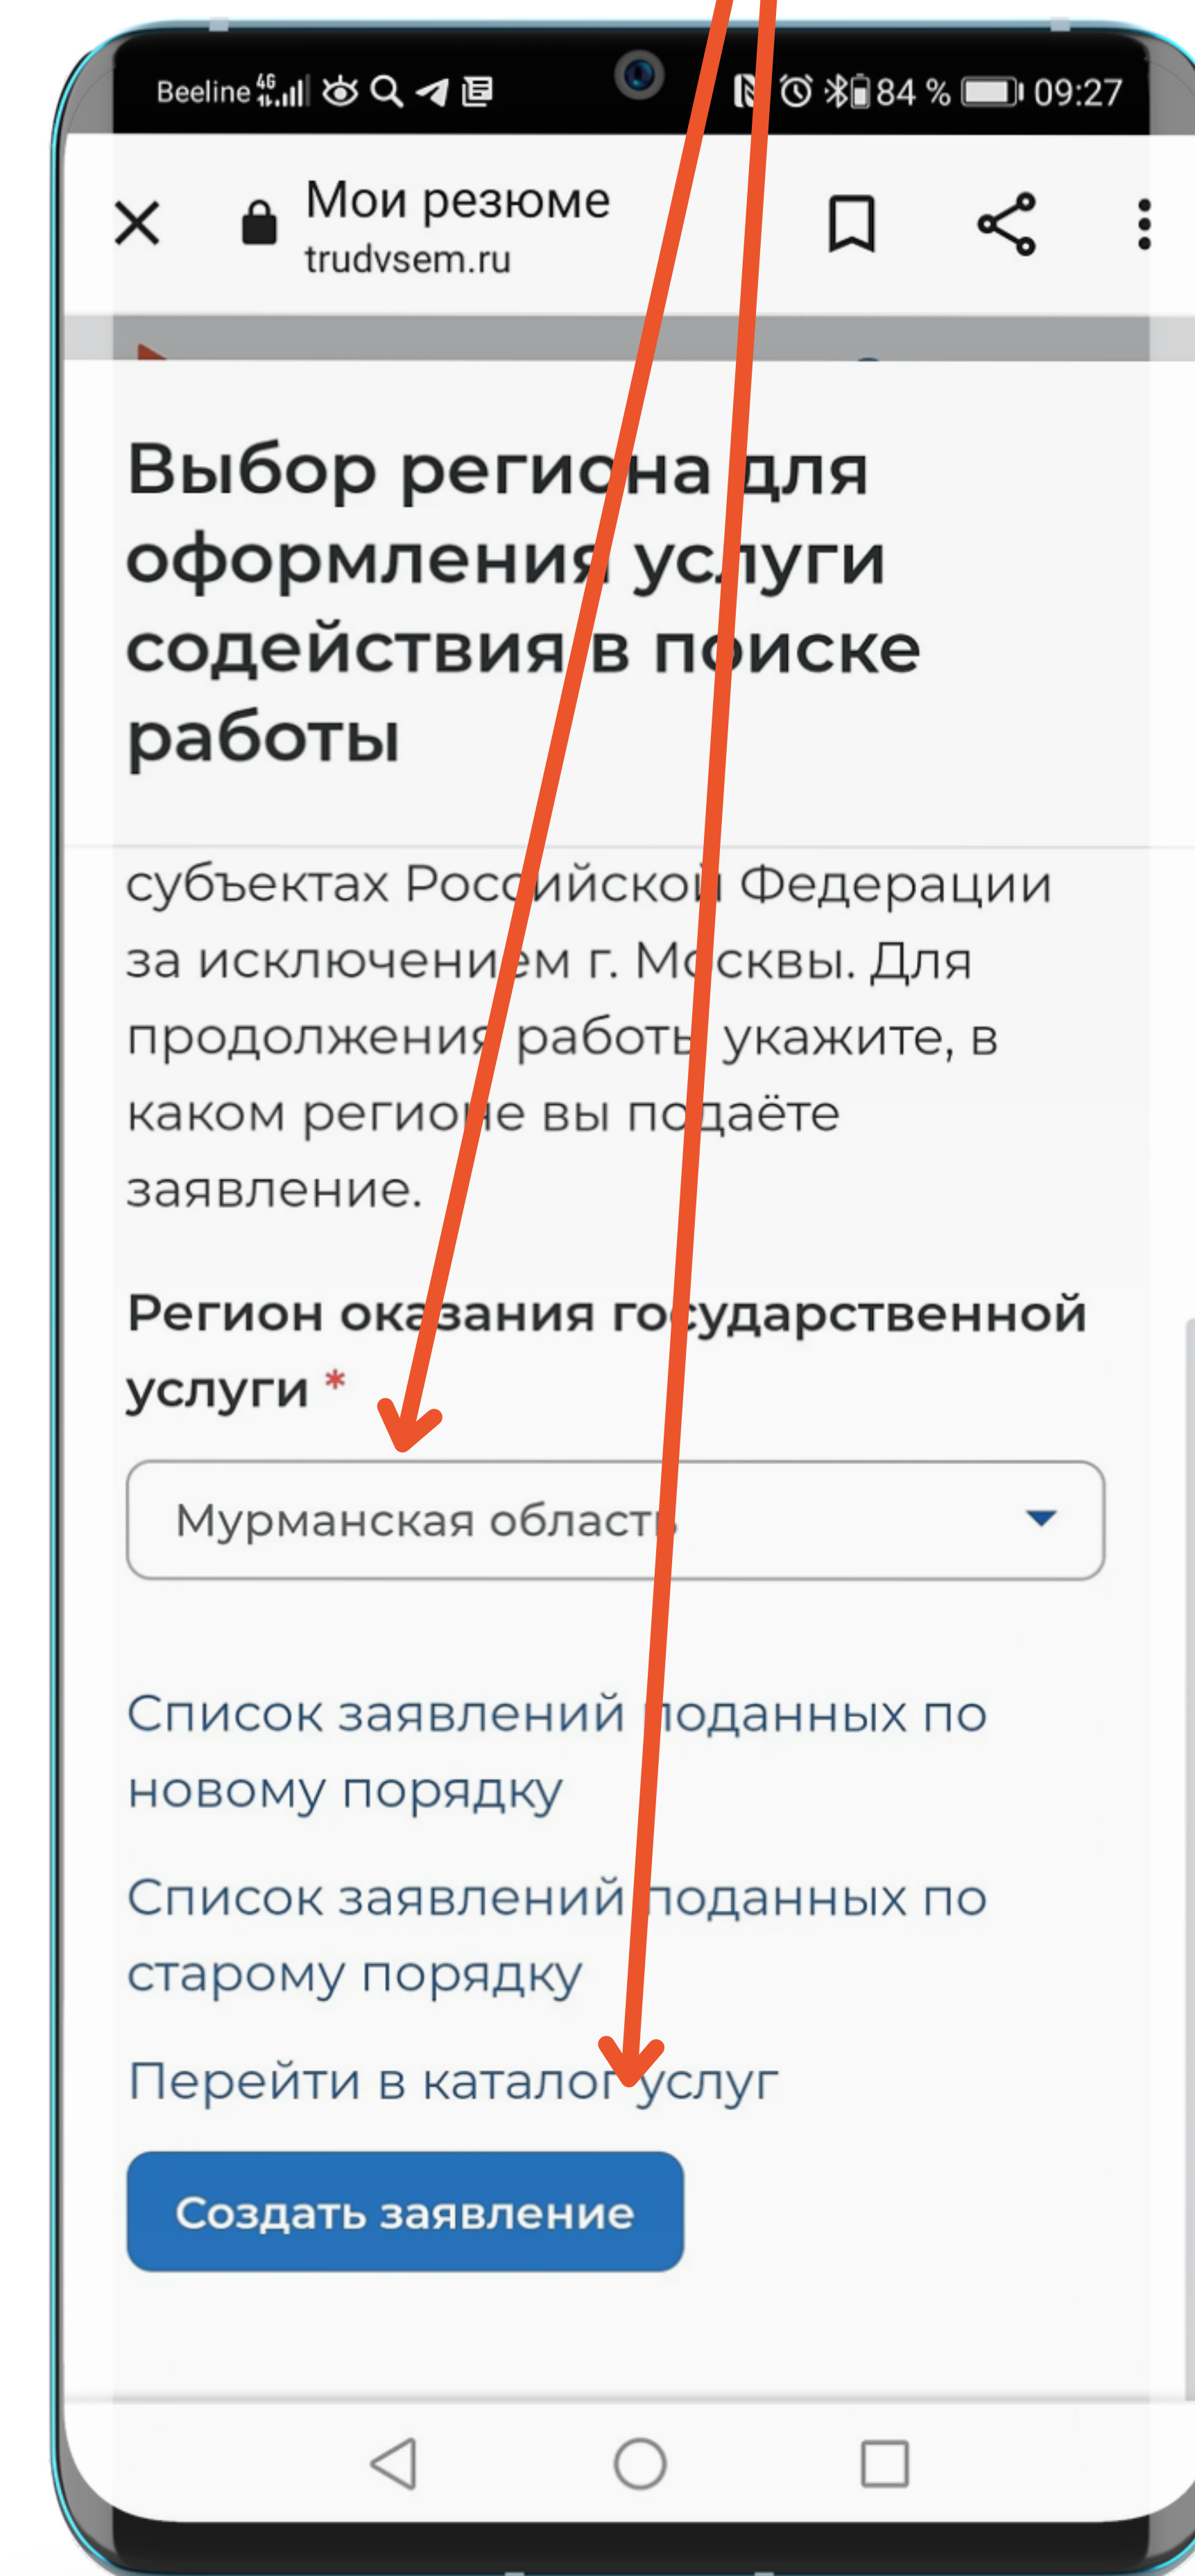 Beeline 4G 84 % 09:27
Мои резюме
trudvsem.ru
Выбор региона для
оформления услуги
содействия в поиске
работы
субъектах Российской Федерации
за исключением г. Москвы. Для
продолжения работы укажите, в
каком регионе вы подаёте
заявление.
Регион оказания государственной
услуги *
Мурманская область
Список заявлений поданных по
новому порядку
Список заявлений поданных по
старому порядку
Перейти в каталог услуг
Создать заявление